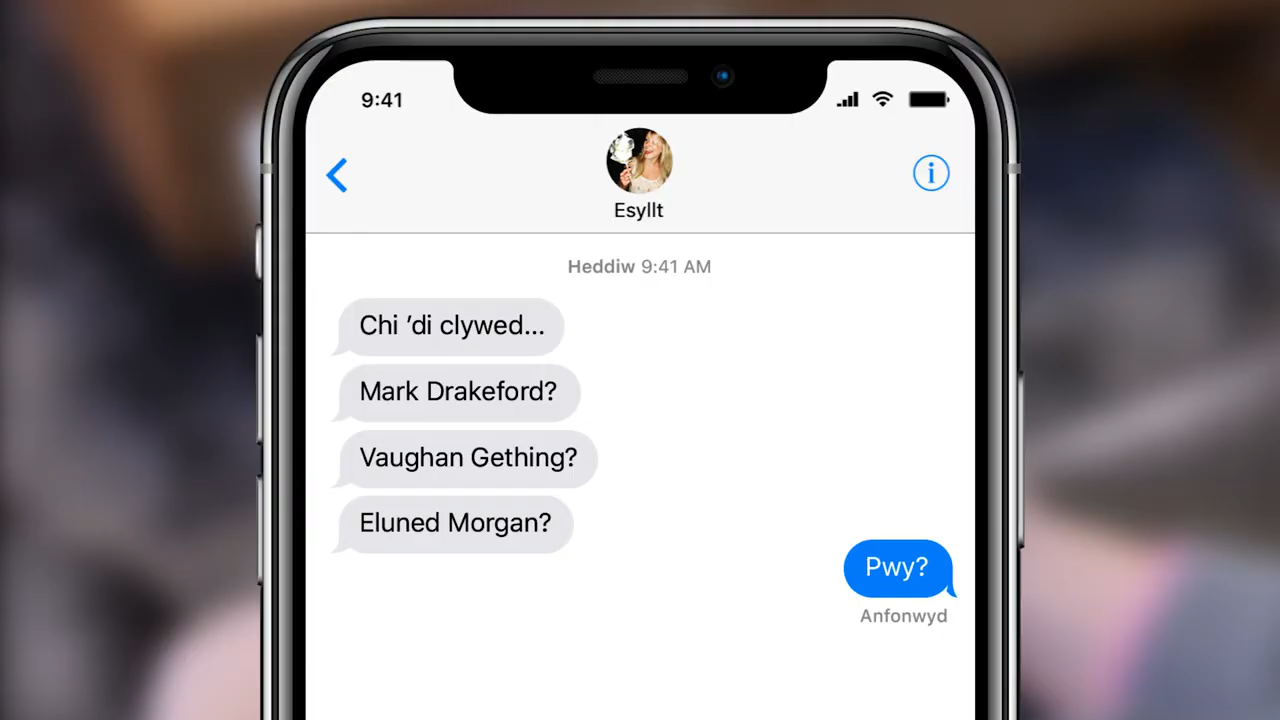 9:41
Esyllt
Heddiw 9:41 AM
Chi ’di clywed...
Mark Drakeford?
Vaughan Gething?
Eluned Morgan?
Pwy?
Anfonwyd